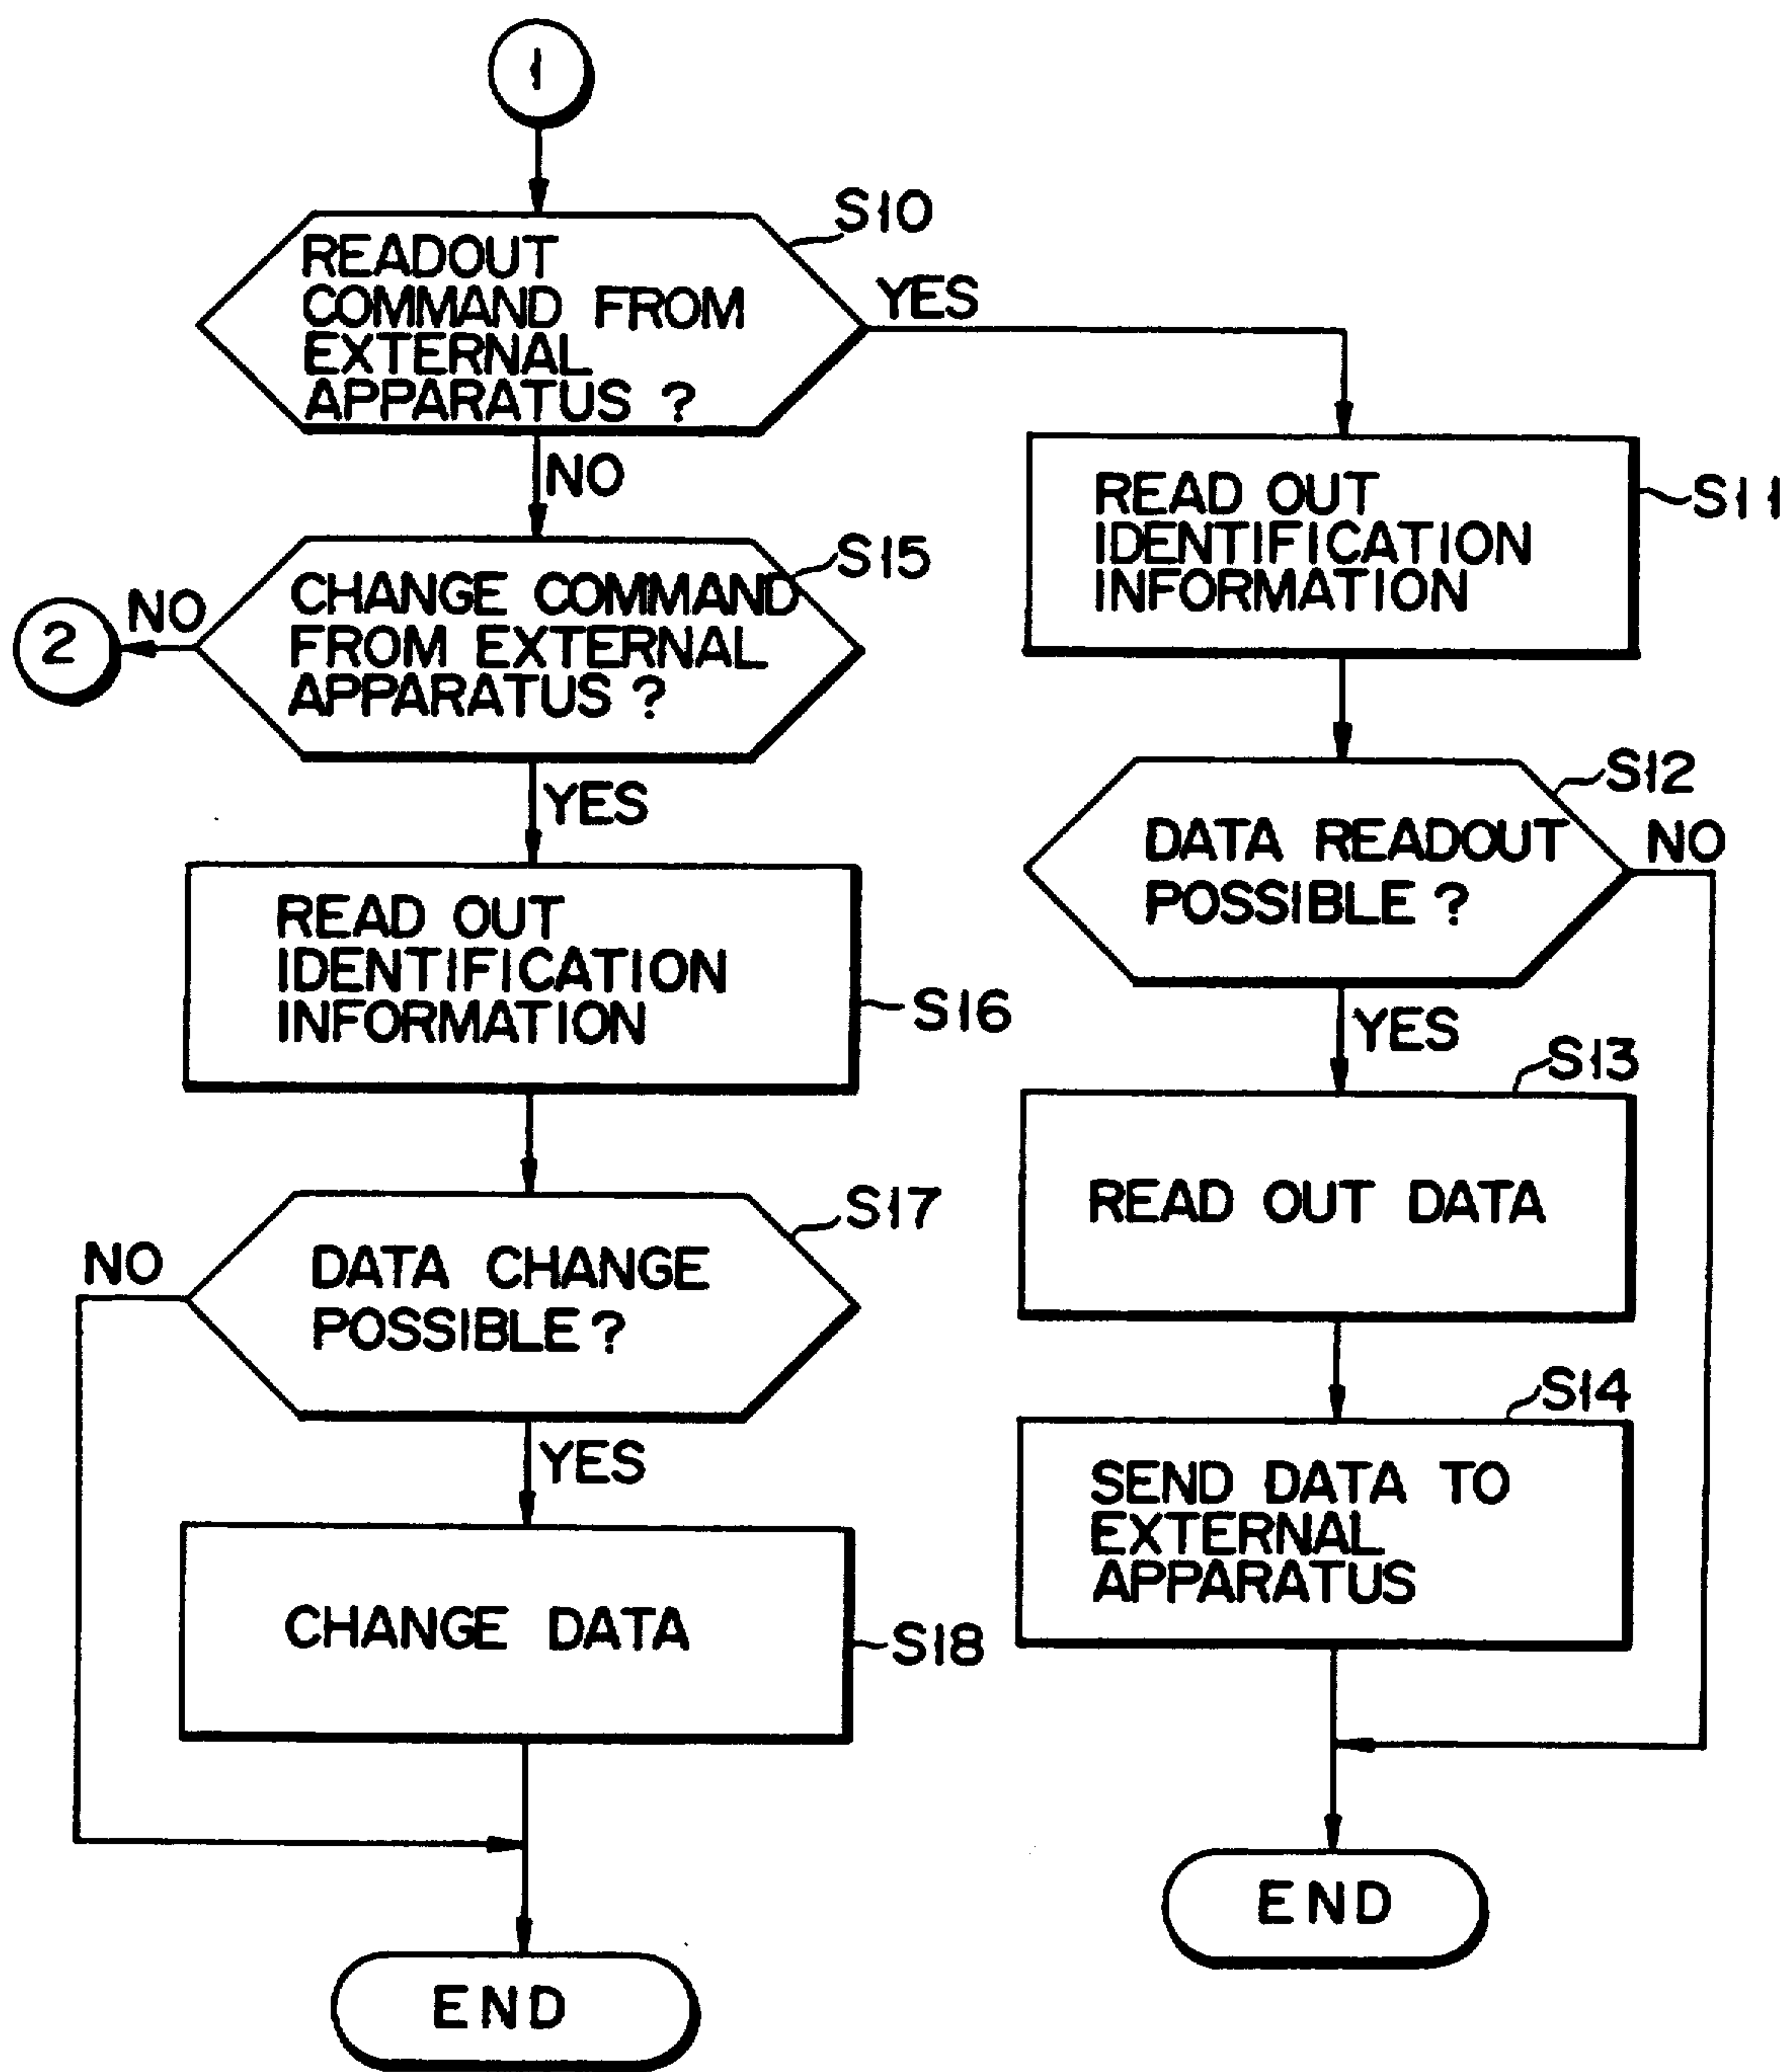 1
S10
READOUT
COMMAND FROM
EXTERNAL
APPARATUS ?
YES
NO
S15
CHANGE COMMAND
FROM EXTERNAL
APPARATUS ?
NO
2
YES
READ OUT
IDENTIFICATION
INFORMATION
S16
S17
DATA CHANGE
POSSIBLE ?
NO
YES
CHANGE DATA
S18
END
READ OUT
IDENTIFICATION
INFORMATION
S11
S12
DATA READOUT
POSSIBLE ?
NO
YES
S13
READ OUT DATA
S14
SEND DATA TO
EXTERNAL
APPARATUS
END